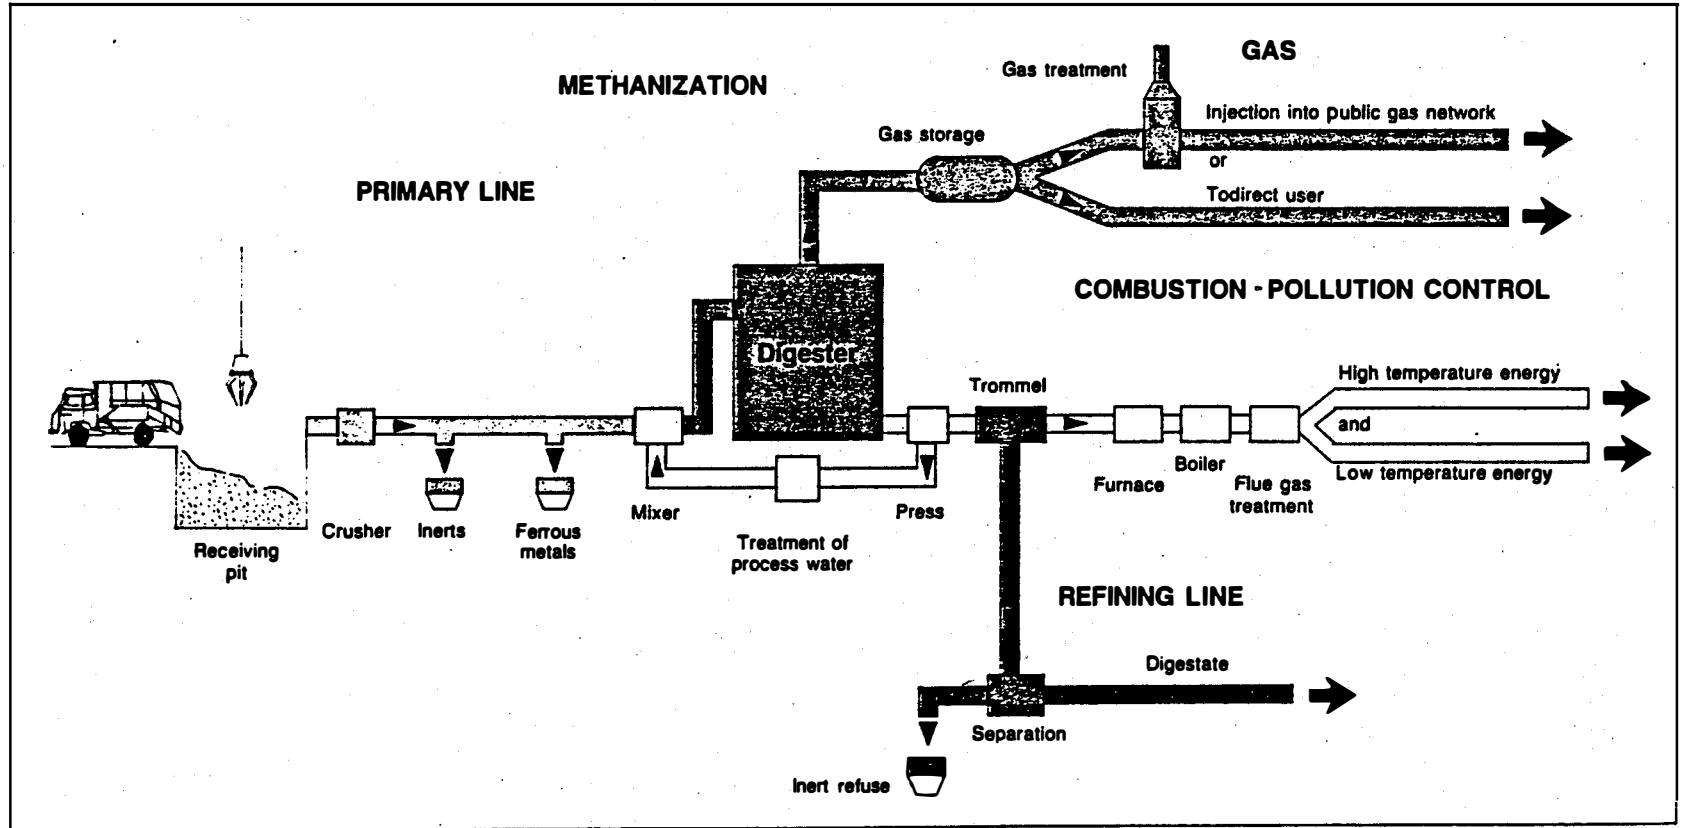 METHANIZATION
GAS
Gas treatment
Injection into public gas network
or
Todirect user
Gas storage
PRIMARY LINE
COMBUSTION - POLLUTION CONTROL
Digester
Trommel
High temperature energy
and
Low temperature energy
Boiler
Furnace
Flue gas
treatment
Receiving
pit
Crusher
Inerts
Ferrous
metals
Mixer
Treatment of
process water
Press
REFINING LINE
Digestate
Separation
Inert refuse